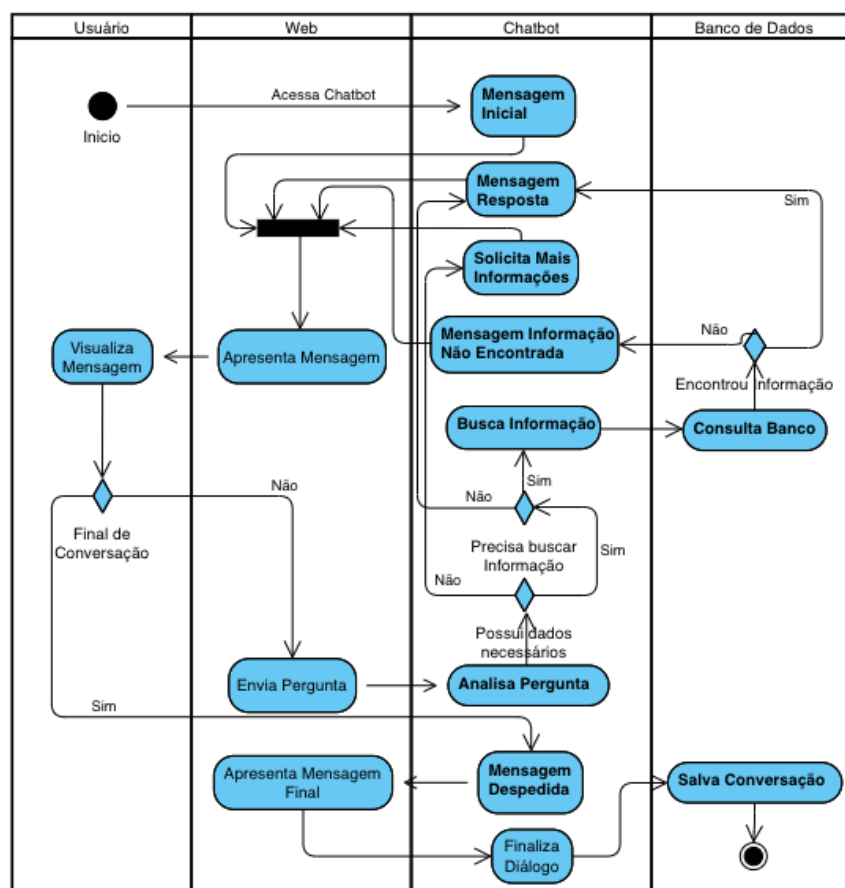 Usuário
Web
Chatbot
Banco de Dados
Acessa Chatbot
Mensagem
Inicial
Inicio
Mensagem
Resposta
Sim
Solicita Mais
Informações
Visualiza
Mensagem
Apresenta Mensagem
Mensagem Informação
Não Encontrada
Não
Encontrou Informação
Busca Informação
Consulta Banco
Não
Sim
Não
Final de
Conversação
Precisa buscar
Informação
Sim
Não
Possui dados
necessários
Envia Pergunta
Analisa Pergunta
Sim
Apresenta Mensagem
Final
Mensagem
Despedida
Salva Conversação
Finaliza
Diálogo